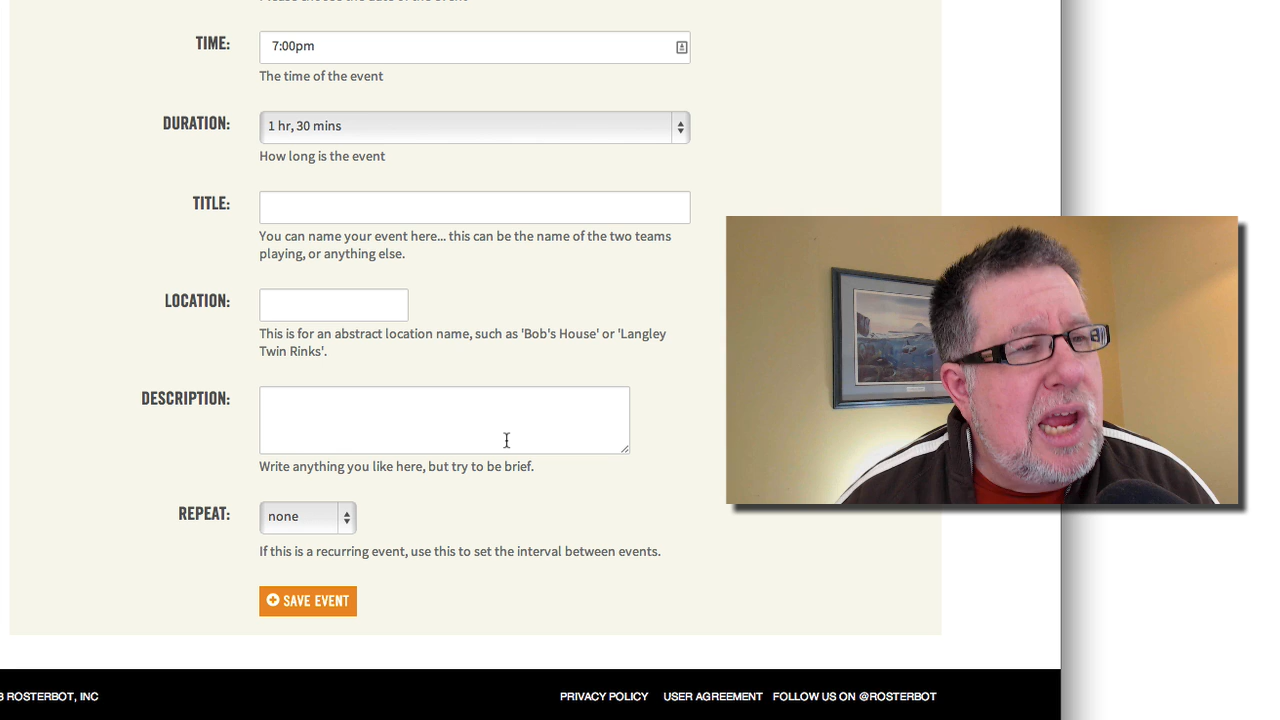 TIME:
7:00pm
The time of the event
DURATION:
1 hr, 30 mins
How long is the event
TITLE:
You can name your event here... this can be the name of the two teams
playing, or anything else.
LOCATION:
This is for an abstract location name, such as 'Bob's House' or 'Langley
Twin Rinks'.
DESCRIPTION:
Write anything you like here, but try to be brief.
REPEAT:
none
If this is a recurring event, use this to set the interval between events.
SAVE EVENT
ROSTERBOT, INC
PRIVACY POLICY USER AGREEMENT FOLLOW US ON @ROSTERBOT